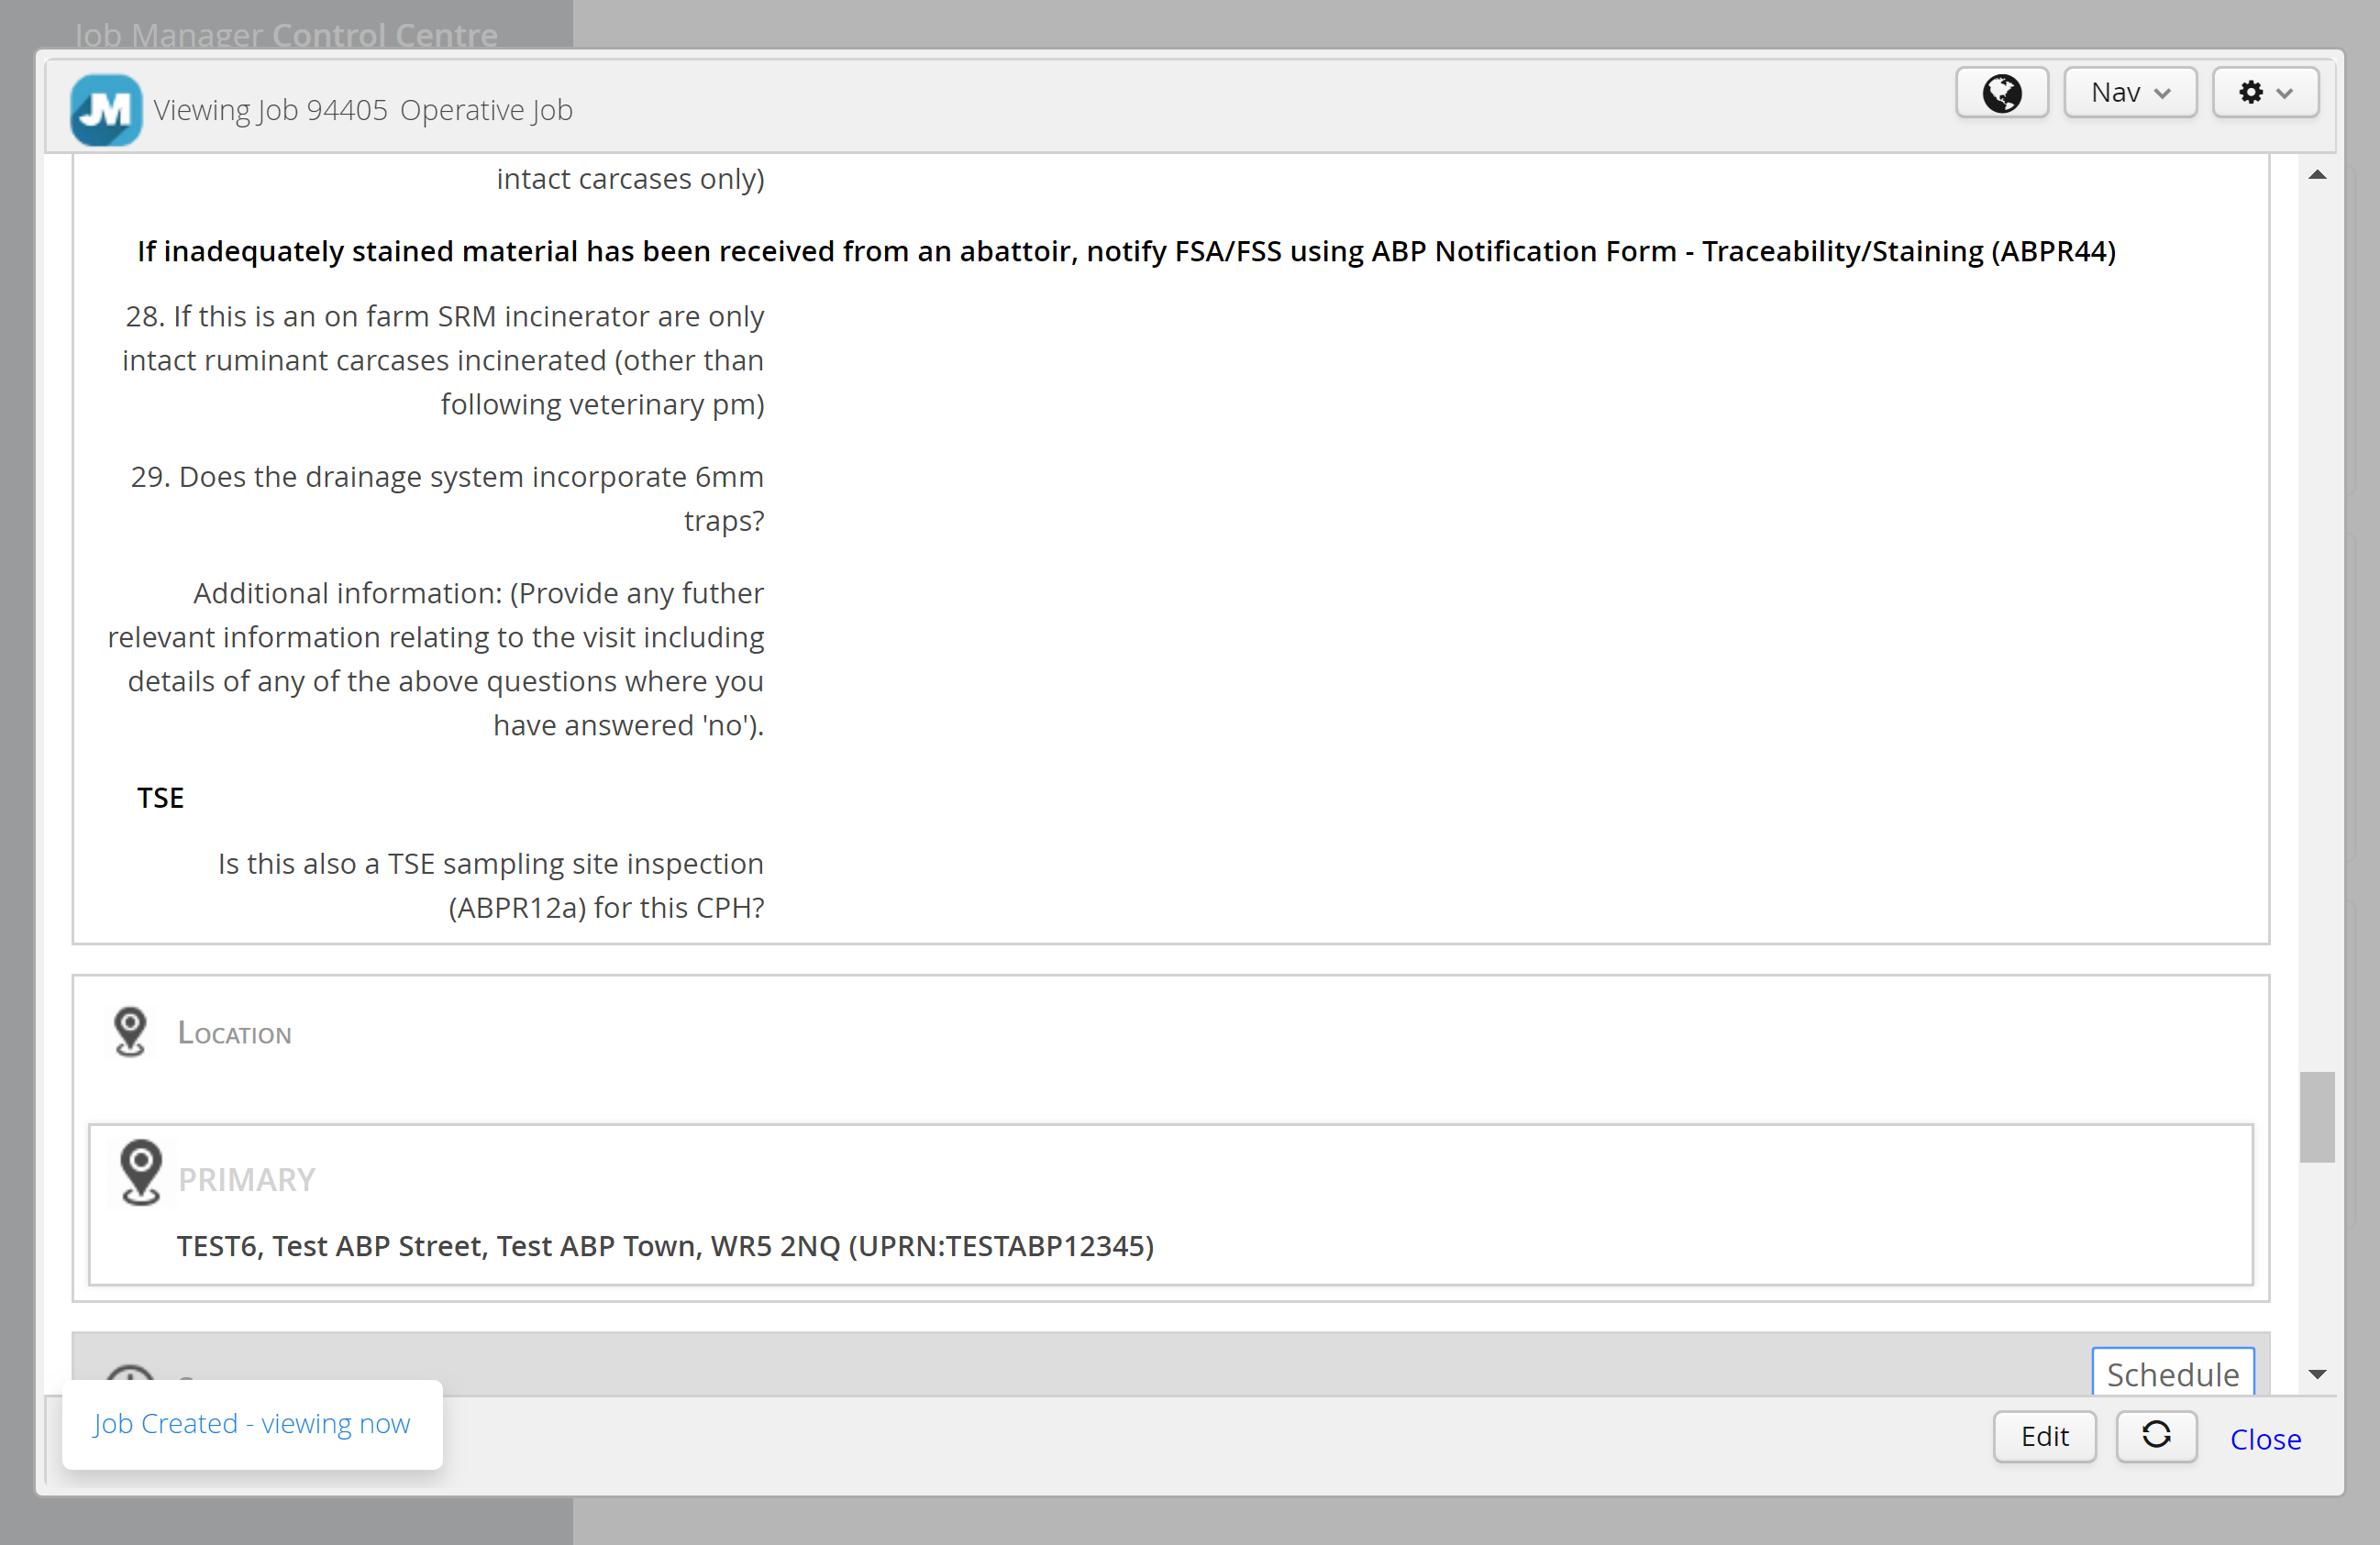 Job Manager Control Centre
JM
Viewing Job 94405 Operative Job
Nav
intact carcases only)
If inadequately stained material has been received from an abattoir, notify FSA/FSS using ABP Notification Form - Traceability/Staining (ABPR44)
28. If this is an on farm SRM incinerator are only
intact ruminant carcases incinerated (other than
following veterinary pm)
29. Does the drainage system incorporate 6mm
traps?
Additional information: (Provide any futher
relevant information relating to the visit including
details of any of the above questions where you
have answered 'no').
TSE
Is this also a TSE sampling site inspection
(ABPR12a) for this CPH?
Location
PRIMARY
TEST6, Test ABP Street, Test ABP Town, WR5 2NQ (UPRN:TESTABP12345)
Schedule
Job Created - viewing now
Edit
Close